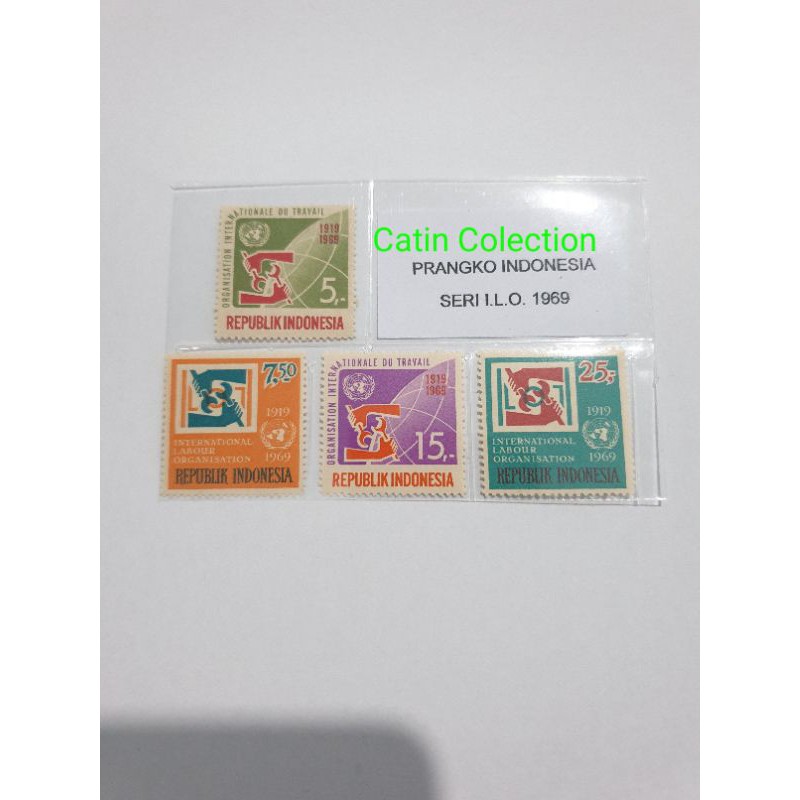 Catin Colection
PRANGKO INDONESIA
SERI I.L.O. 1969
ORGANISATION INTERNATIONALE DU TRAVAIL
1919
1969
5,-
REPUBLIK INDONESIA
7,50
1919
INTERNATIONAL
LABOUR
ORGANISATION 1969
REPUBLIK INDONESIA
ORGANISATION INTERNATIONALE DU TRAVAIL
1919
1969
15,-
REPUBLIK INDONESIA
25,-
1919
INTERNATIONAL
LABOUR
ORGANISATION 1969
REPUBLIK INDONESIA